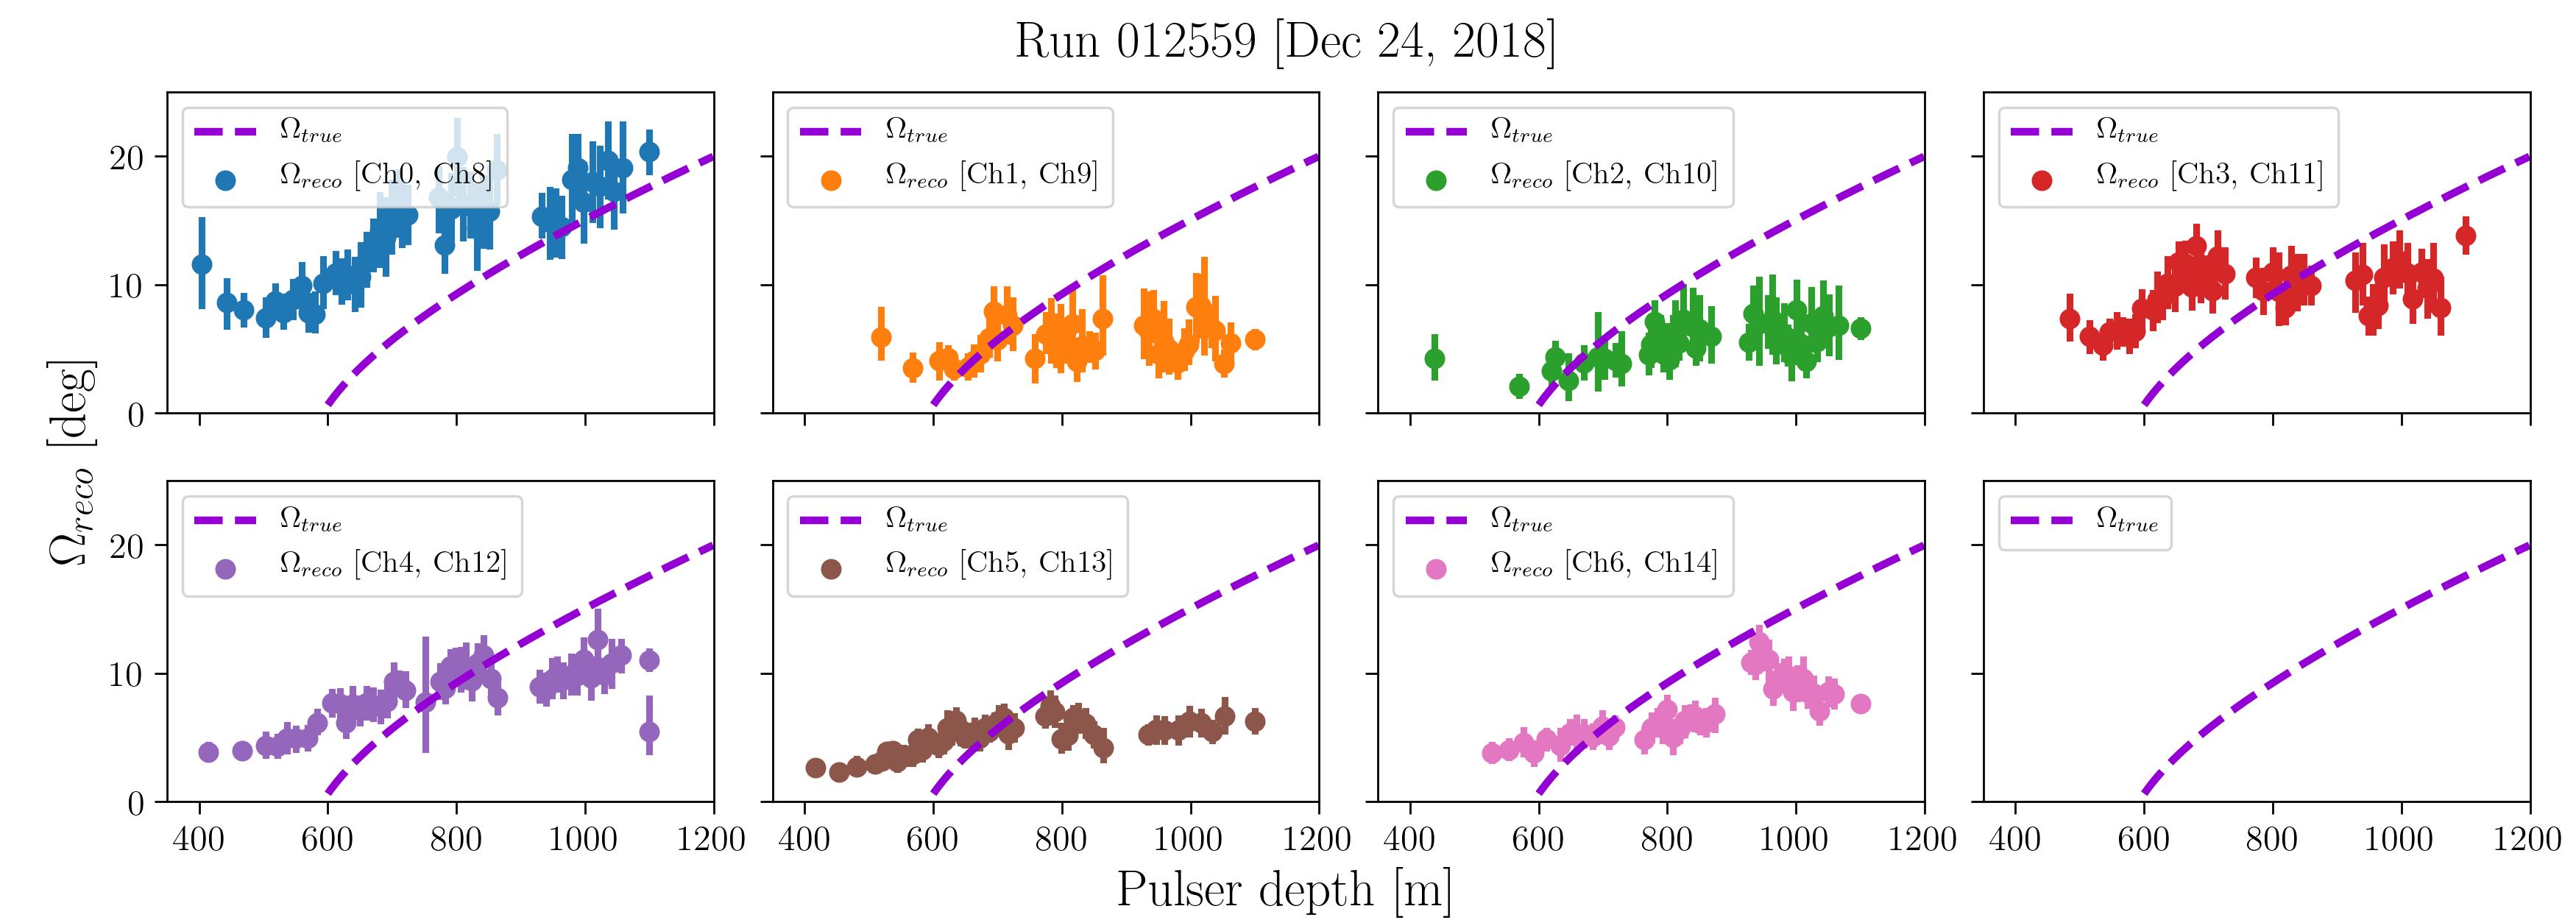 Run 012559 [Dec 24, 2018]
Ω_true
Ω_reco [Ch0, Ch8]
Ω_true
Ω_reco [Ch1, Ch9]
Ω_true
Ω_reco [Ch2, Ch10]
Ω_true
Ω_reco [Ch3, Ch11]
20
10
0
Ω_reco [deg]
Ω_true
Ω_reco [Ch4, Ch12]
Ω_true
Ω_reco [Ch5, Ch13]
Ω_true
Ω_reco [Ch6, Ch14]
Ω_true
20
10
0
400 600 800 1000 1200
400 600 800 1000 1200
400 600 800 1000 1200
400 600 800 1000 1200
Pulser depth [m]